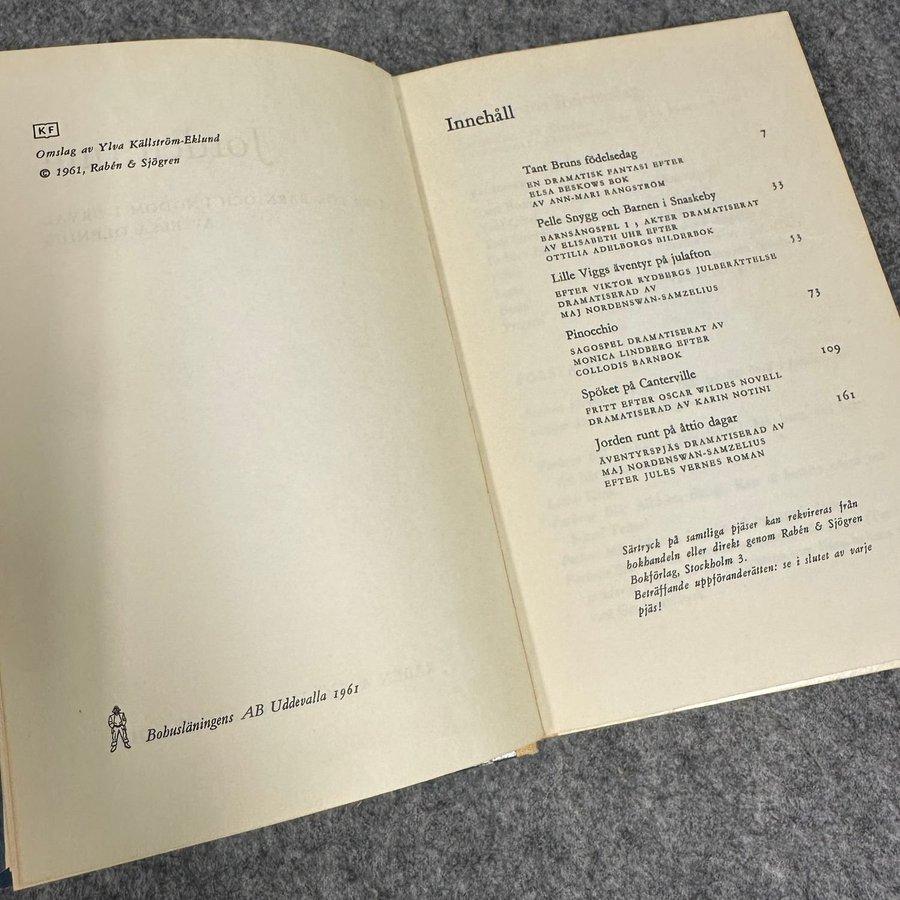 KF
Omslag av Ylva Källström-Eklund
© 1961, Rabén & Sjögren
Bohusläningens AB Uddevalla 1961
Innehåll
Tant Bruns födelsedag 7
EN DRAMATISK FANTASI EFTER
ELSA BESKOWS BOK
AV ANN-MARI RANGSTRÖM
Pelle Snygg och Barnen i Snaskeby 33
BARNSÅNGSPEL I 3 AKTER DRAMATISERAT
AV ELISABETH UHR EFTER
OTTILIA ADELBORGS BILDERBOK
Lille Viggs äventyr på julafton 53
EFTER VIKTOR RYDBERGS JULBERÄTTELSE
DRAMATISERAD AV
MAJ NORDENSWAN-SAMZELIUS
Pinocchio 73
SAGOSPEL DRAMATISERAT AV
MONICA LINDBERG EFTER
COLLODIS BARNBOK
Spöket på Canterville 109
FRITT EFTER OSCAR WILDES NOVELL
DRAMATISERAD AV KARIN NOTINI
Jorden runt på åttio dagar 161
ÄVENTYRSPJÄS DRAMATISERAD AV
MAJ NORDENSWAN-SAMZELIUS
EFTER JULES VERNES ROMAN
Särtryck på samtliga pjäser kan rekvireras från
bokhandeln eller direkt genom Rabén & Sjögren
Bokförlag, Stockholm 3.
Beträffande uppföranderätten: se i slutet av varje
pjäs!